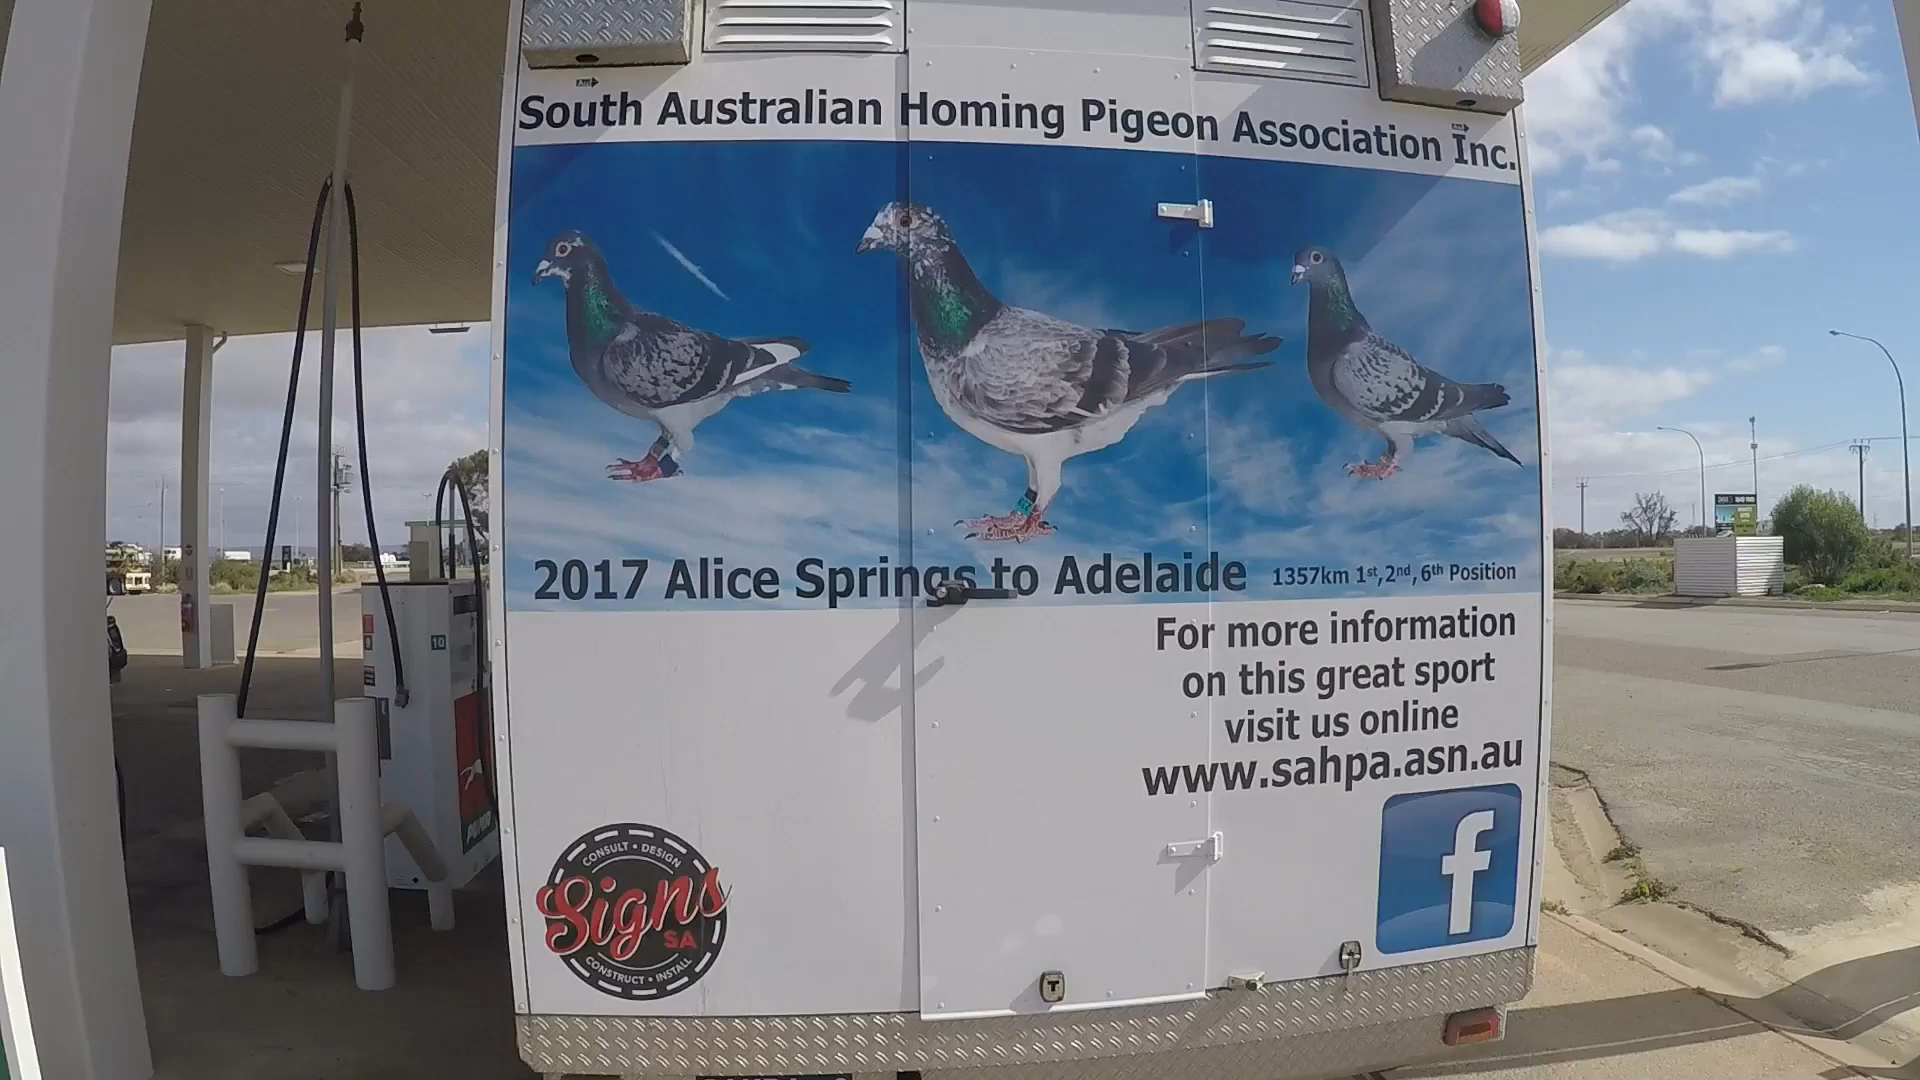 South Australian Homing Pigeon Association Inc.
2017 Alice Springs to Adelaide 1357km 1st, 2nd, 6th Position
For more information
on this great sport
visit us online
www.sahpa.asn.au
f
CONSULT • DESIGN
Signs
SA
CONSTRUCT • INSTALL
10
T